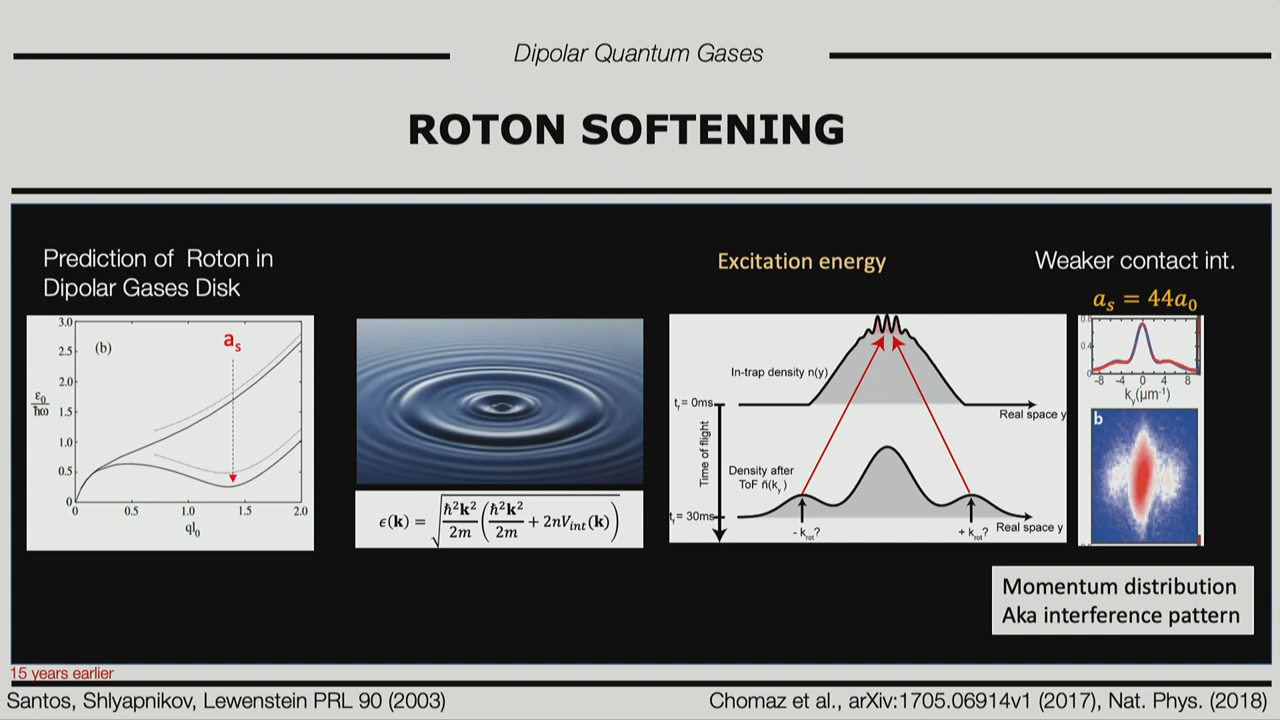 Dipolar Quantum Gases
ROTON SOFTENING
Prediction of Roton in
Dipolar Gases Disk
3.0
2.5
2.0
1.5
1.0
0.5
0
(b)
a_s
ε₀
ħω
0 0.5 1.0 1.5 2.0
ql₀
ϵ(k) = √(ħ²k²/2m (ħ²k²/2m + 2nV_int(k)))
Excitation energy
In-trap density n(y)
t_f = 0ms
Real space y
Time of flight
Density after
ToF ñ(k_y)
t_f = 30ms
Real space y
- k_rot? + k_rot?
Weaker contact int.
a_s = 44a₀
0.4
0
-8 -4 0 4 8
k_y(µm⁻¹)
b
Momentum distribution
Aka interference pattern
15 years earlier
Santos, Shlyapnikov, Lewenstein PRL 90 (2003)
Chomaz et al., arXiv:1705.06914v1 (2017), Nat. Phys. (2018)